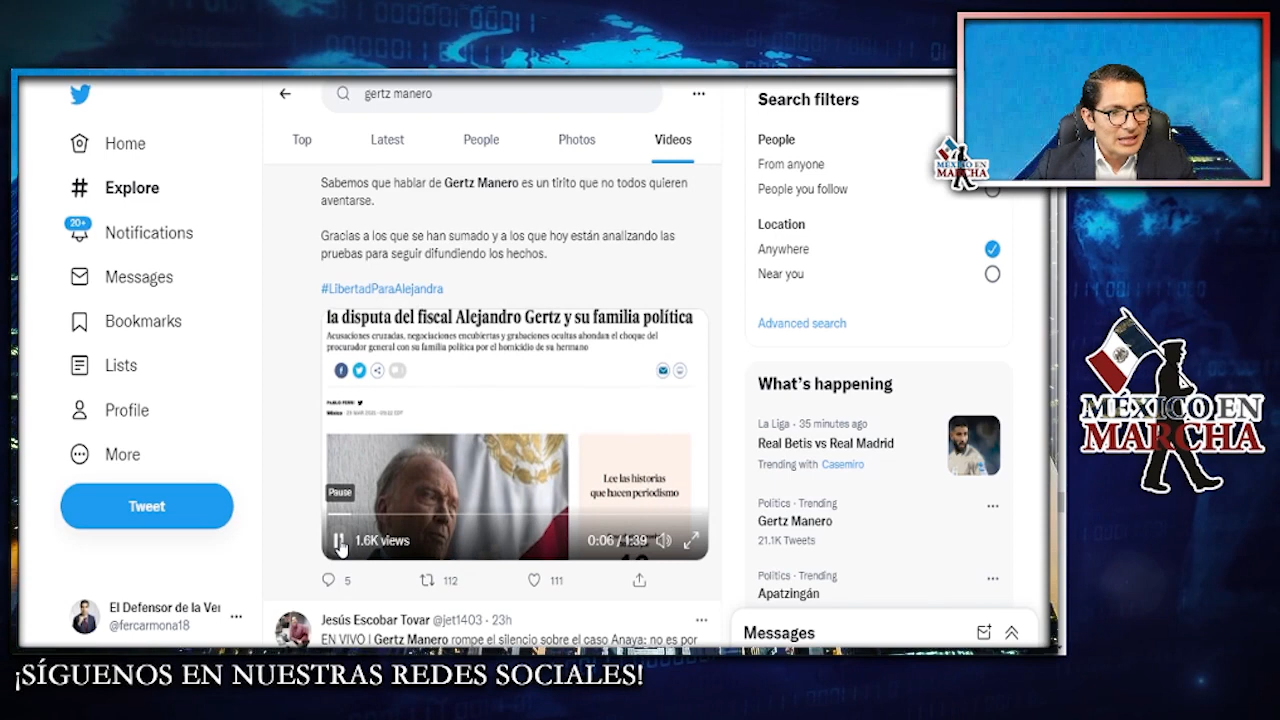 gertz manero
Search filters
Top
Latest
People
Photos
Videos
Home
People
From anyone
People you follow
Explore
Sabemos que hablar de Gertz Manero es un tirito que no todos quieren
aventarse.
Location
Anywhere
Near you
20+
Notifications
Gracias a los que se han sumado y a los que hoy están analizando las
pruebas para seguir difundiendo los hechos.
Messages
#LibertadParaAlejandra
Bookmarks
Advanced search
la disputa del fiscal Alejandro Gertz y su familia política
Acusaciones cruzadas, negociaciones encubiertas y grabaciones ocultas ahondan el choque del
procurador general con su familia política por el homicidio de su hermano
Lists
What's happening
Profile
La Liga · 35 minutes ago
Real Betis vs Real Madrid
Trending with Casemiro
More
Lee las historias
que hacen periodismo
Pause
Tweet
Politics · Trending
Gertz Manero
21.1K Tweets
1.6K views
0:06 / 1:39
5
112
111
Politics · Trending
Apatzingán
El Defensor de la Ver
@fercarmona18
Jesús Escobar Tovar @jet1403 · 23h
EN VIVO | Gertz Manero rompe el silencio sobre el caso Anaya: no es por
Messages
MÉXICO EN
MARCHA
MÉXICO EN
MARCHA
¡SÍGUENOS EN NUESTRAS REDES SOCIALES!